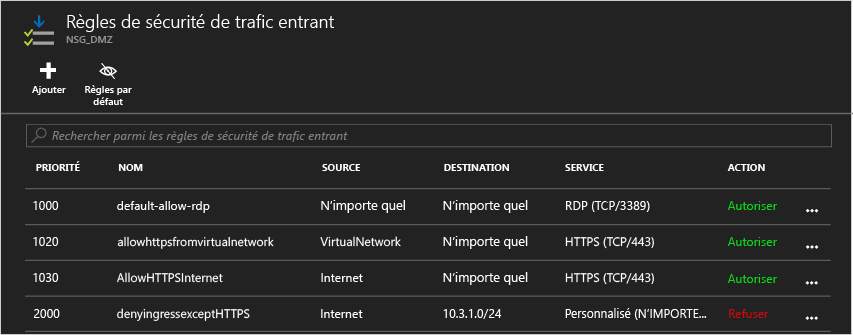 Règles de sécurité de trafic entrant
NSG_DMZ
Ajouter
Règles par défaut
Rechercher parmi les règles de sécurité de trafic entrant
PRIORITÉ NOM SOURCE DESTINATION SERVICE ACTION
1000 default-allow-rdp N'importe quel N'importe quel RDP (TCP/3389) Autoriser ...
1020 allowhttpsfromvirtualnetwork VirtualNetwork N'importe quel HTTPS (TCP/443) Autoriser ...
1030 AllowHTTPSInternet Internet N'importe quel HTTPS (TCP/443) Autoriser ...
2000 denyingressexceptHTTPS Internet 10.3.1.0/24 Personnalisé (N'IMPORTE... Refuser ...